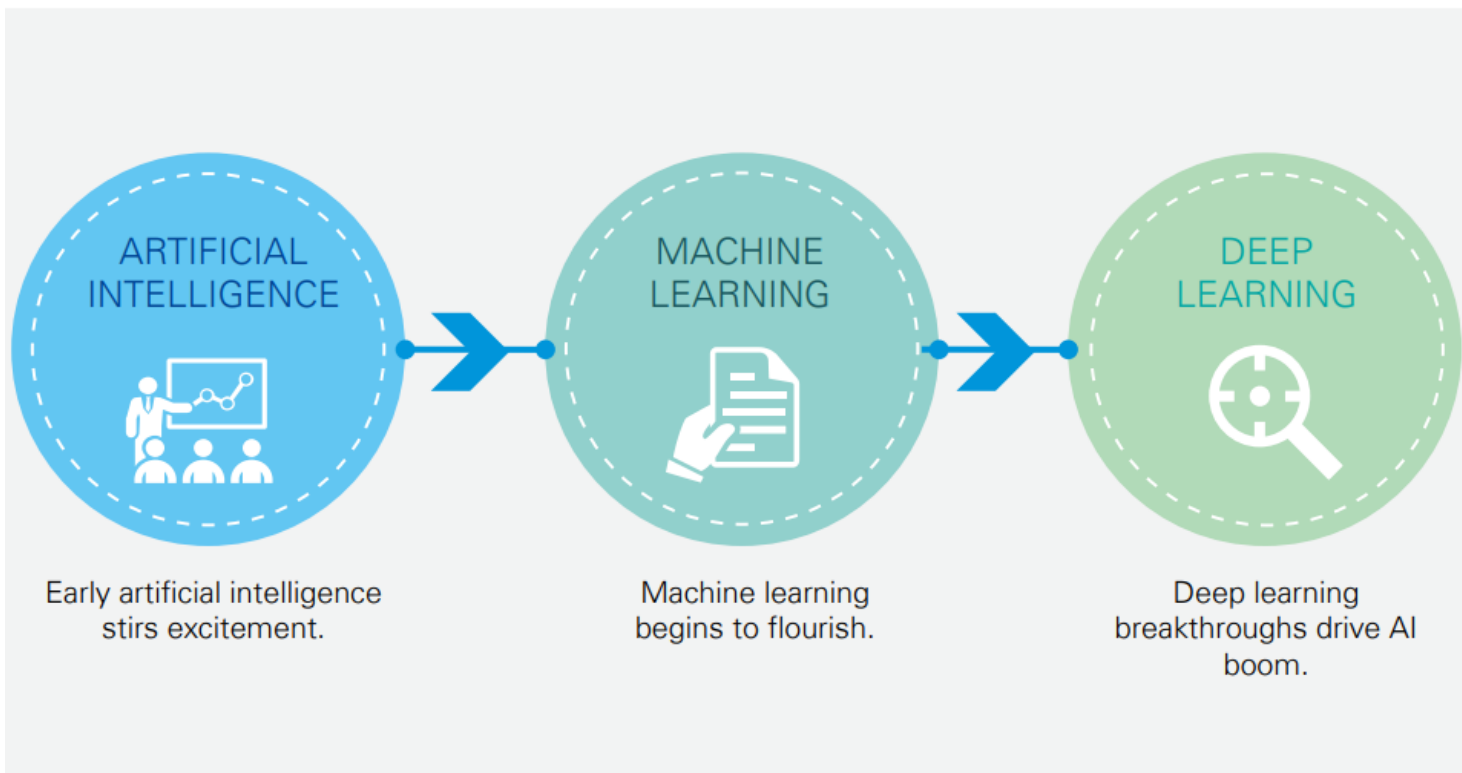 ARTIFICIAL
INTELLIGENCE
Early artificial intelligence
stirs excitement.
MACHINE
LEARNING
Machine learning
begins to flourish.
DEEP
LEARNING
Deep learning
breakthroughs drive AI
boom.